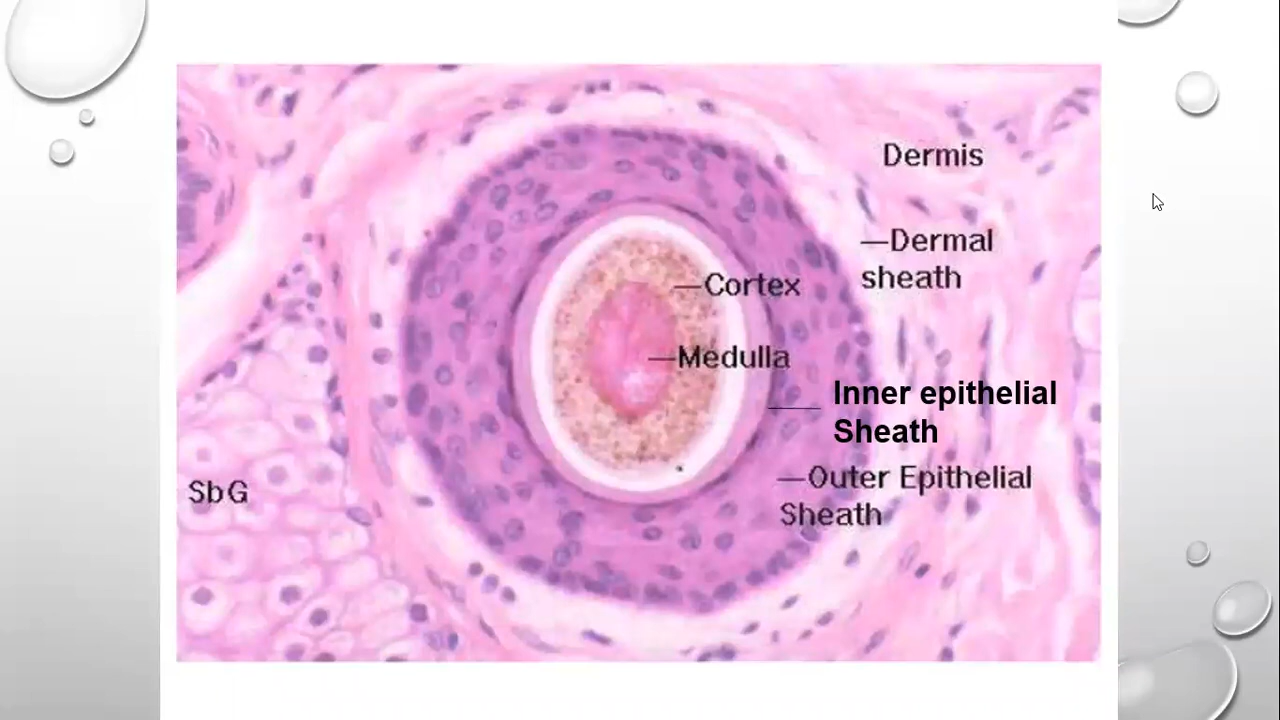 Dermis
Dermal
sheath
Cortex
Medulla
Inner epithelial
Sheath
Outer Epithelial
Sheath
SbG